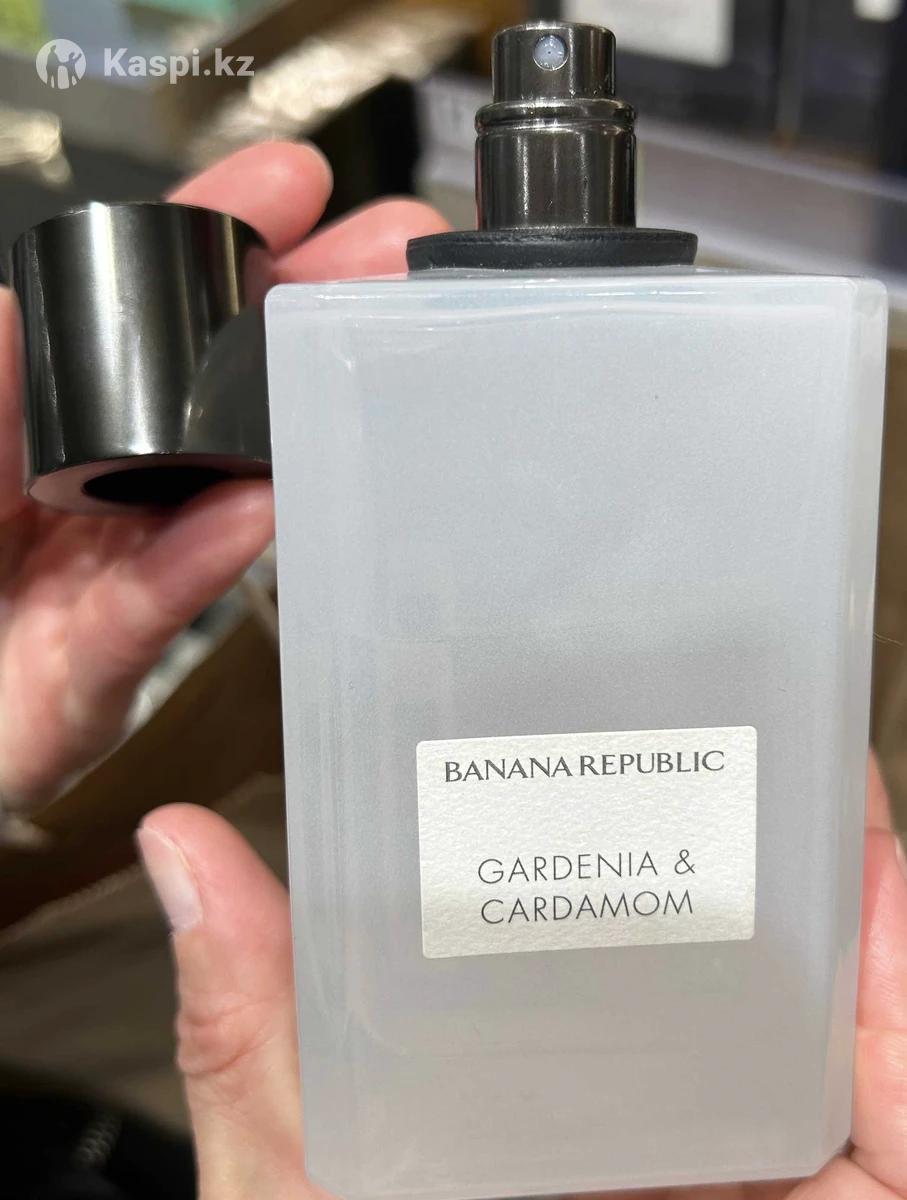 Kaspi.kz
BANANA REPUBLIC
GARDENIA &
CARDAMOM